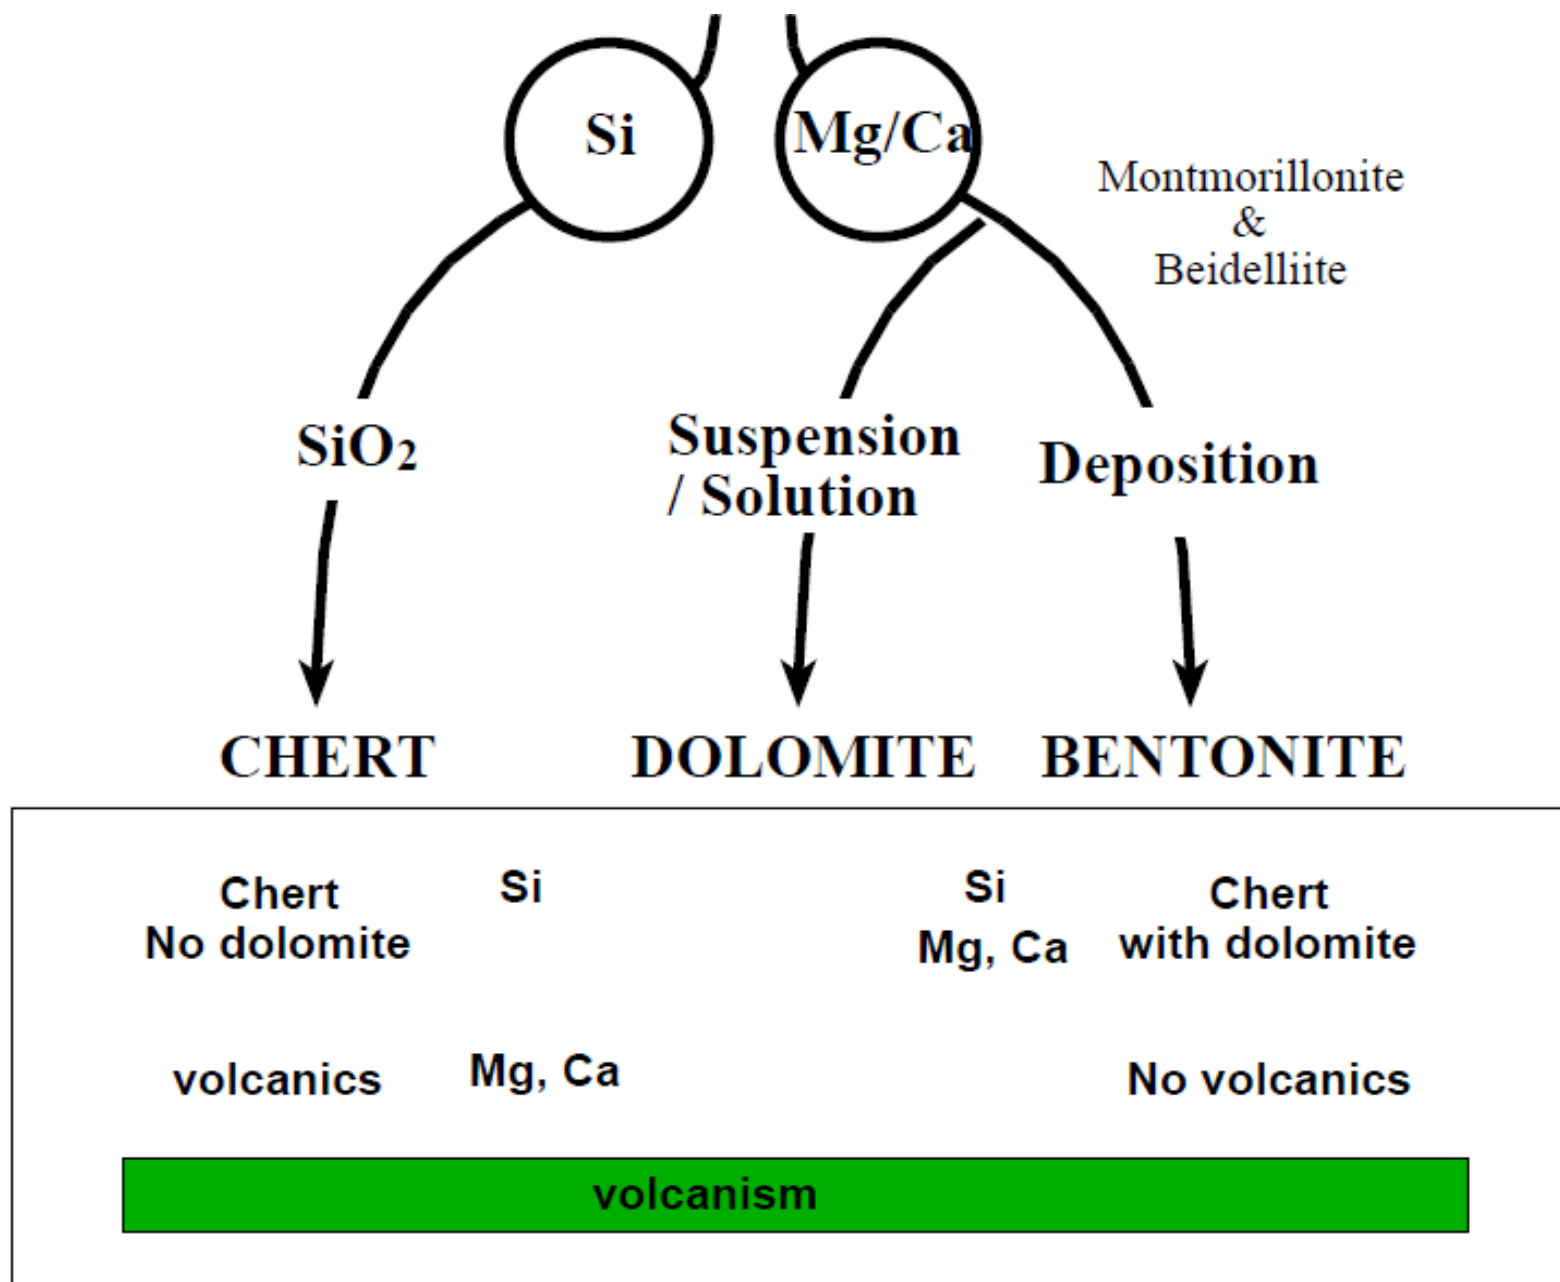 Si
Mg/Ca
Montmorillonite
&
Beidelliite
SiO₂
Suspension
/ Solution
Deposition
CHERT
DOLOMITE
BENTONITE
Chert
No dolomite
Si
Si
Mg, Ca
Chert
with dolomite
volcanics
Mg, Ca
No volcanics
volcanism